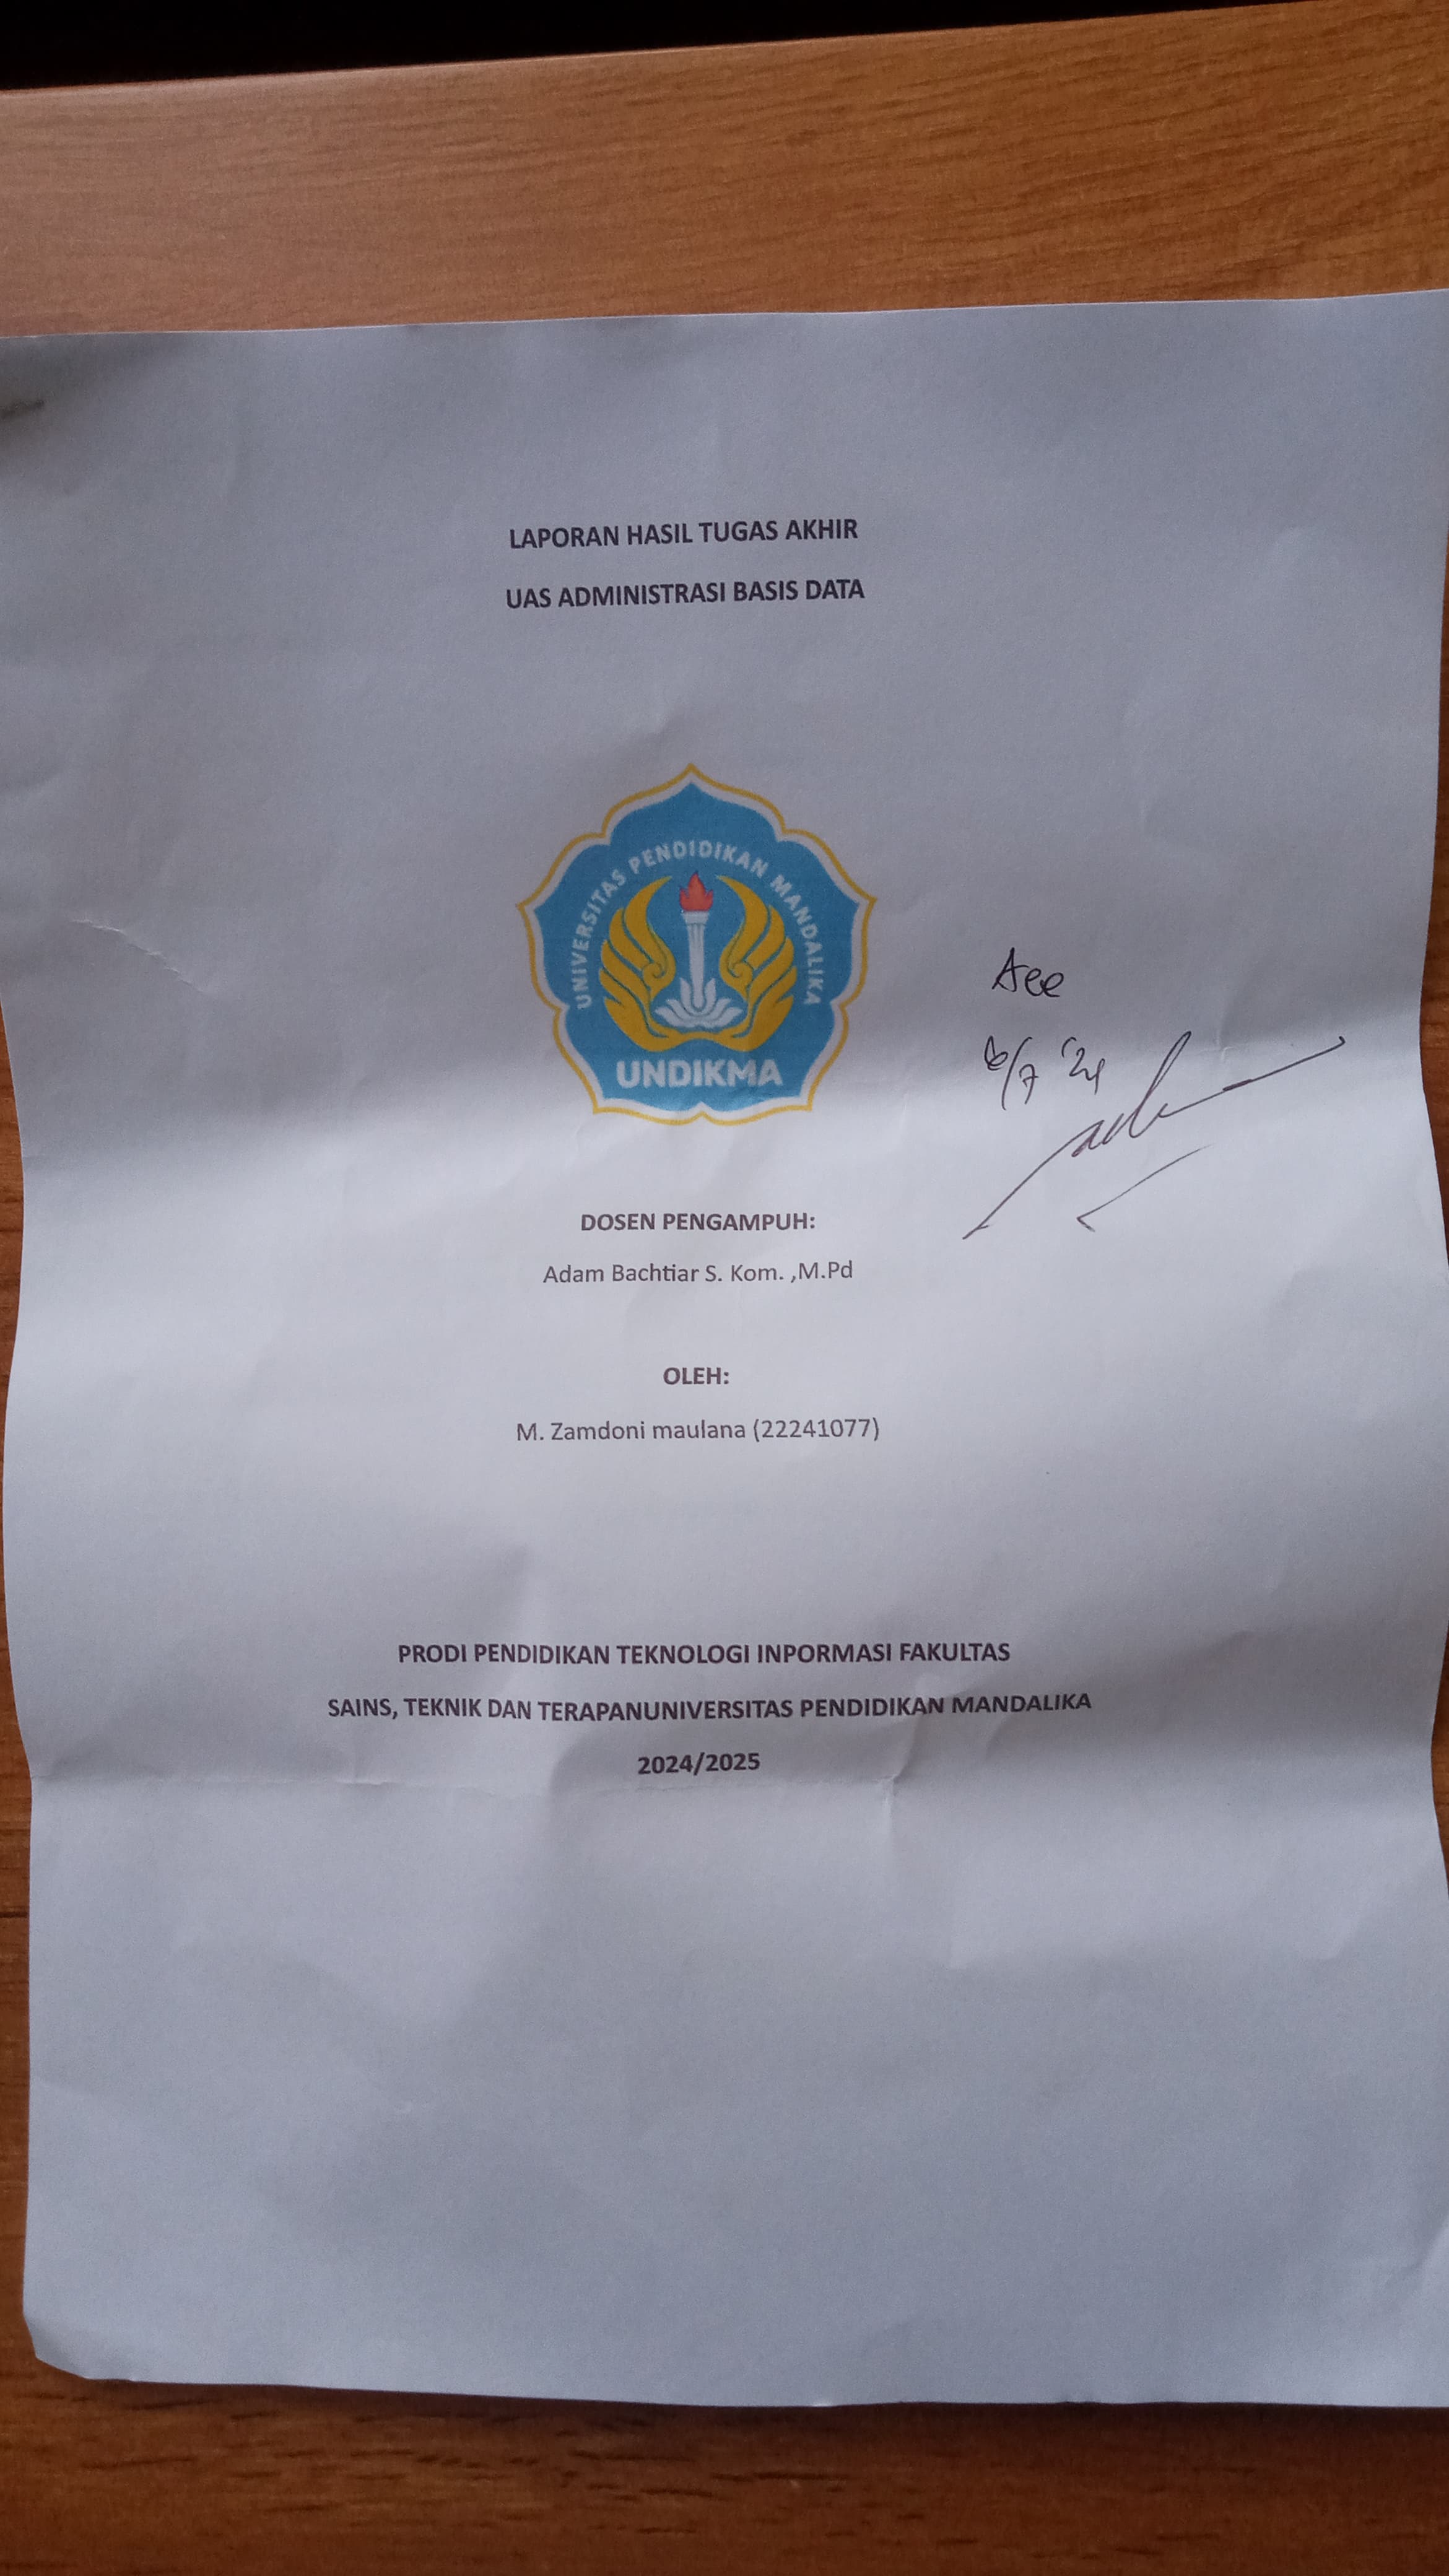 LAPORAN HASIL TUGAS AKHIR
UAS ADMINISTRASI BASIS DATA
UNIVERSITAS PENDIDIKAN MANDALIKA
UNDIKMA
Acc
6/7 '24
DOSEN PENGAMPUH:
Adam Bachtiar S. Kom. ,M.Pd
OLEH:
M. Zamdoni maulana (22241077)
PRODI PENDIDIKAN TEKNOLOGI INPORMASI FAKULTAS
SAINS, TEKNIK DAN TERAPANUNIVERSITAS PENDIDIKAN MANDALIKA
2024/2025